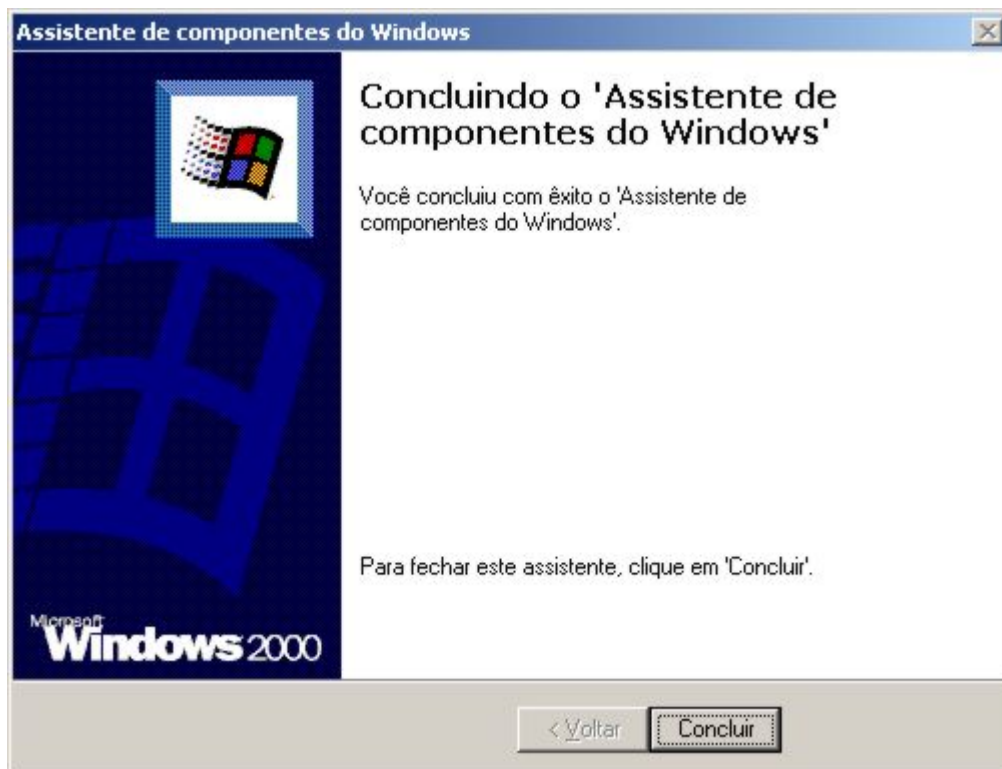 Assistente de componentes do Windows
Concluindo o 'Assistente de
componentes do Windows'
Você concluiu com êxito o 'Assistente de
componentes do Windows'.
Para fechar este assistente, clique em 'Concluir'.
Microsoft
Windows 2000
< Voltar
Concluir